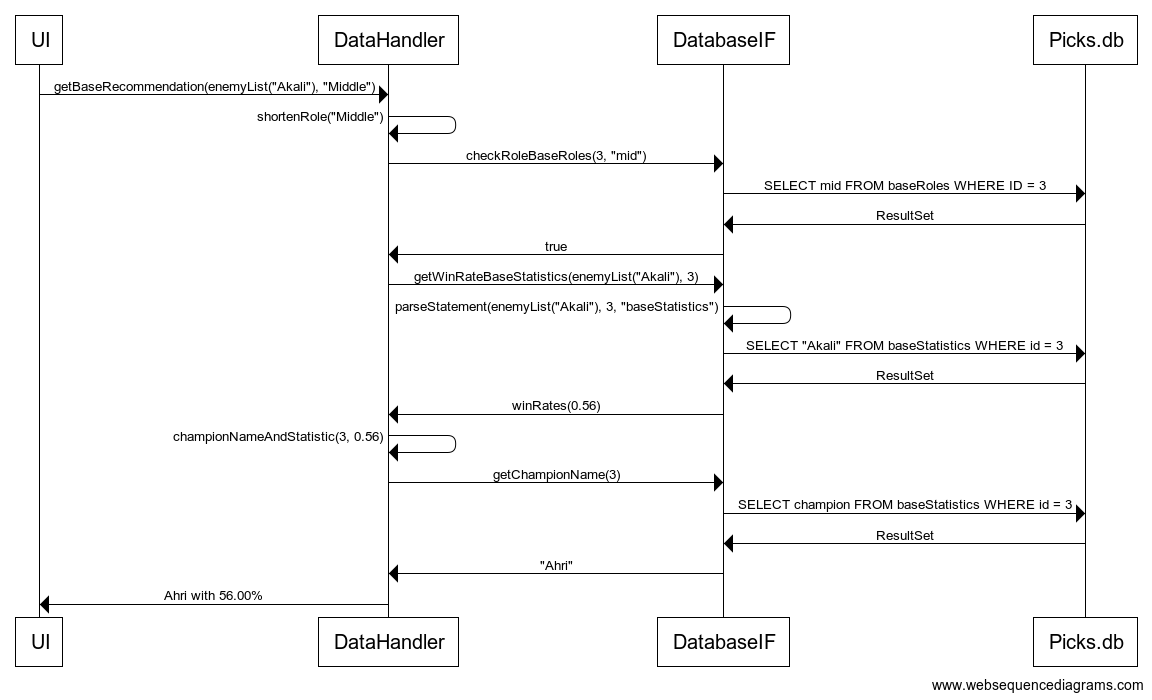 UI DataHandler DatabaseIF Picks.db
getBaseRecommendation(enemyList("Akali"), "Middle")
shortenRole("Middle")
checkRoleBaseRoles(3, "mid")
SELECT mid FROM baseRoles WHERE ID = 3
ResultSet
true
getWinRateBaseStatistics(enemyList("Akali"), 3)
parseStatement(enemyList("Akali"), 3, "baseStatistics")
SELECT "Akali" FROM baseStatistics WHERE id = 3
ResultSet
winRates(0.56)
championNameAndStatistic(3, 0.56)
getChampionName(3)
SELECT champion FROM baseStatistics WHERE id = 3
ResultSet
"Ahri"
Ahri with 56.00%
UI DataHandler DatabaseIF Picks.db
www.websequencediagrams.com